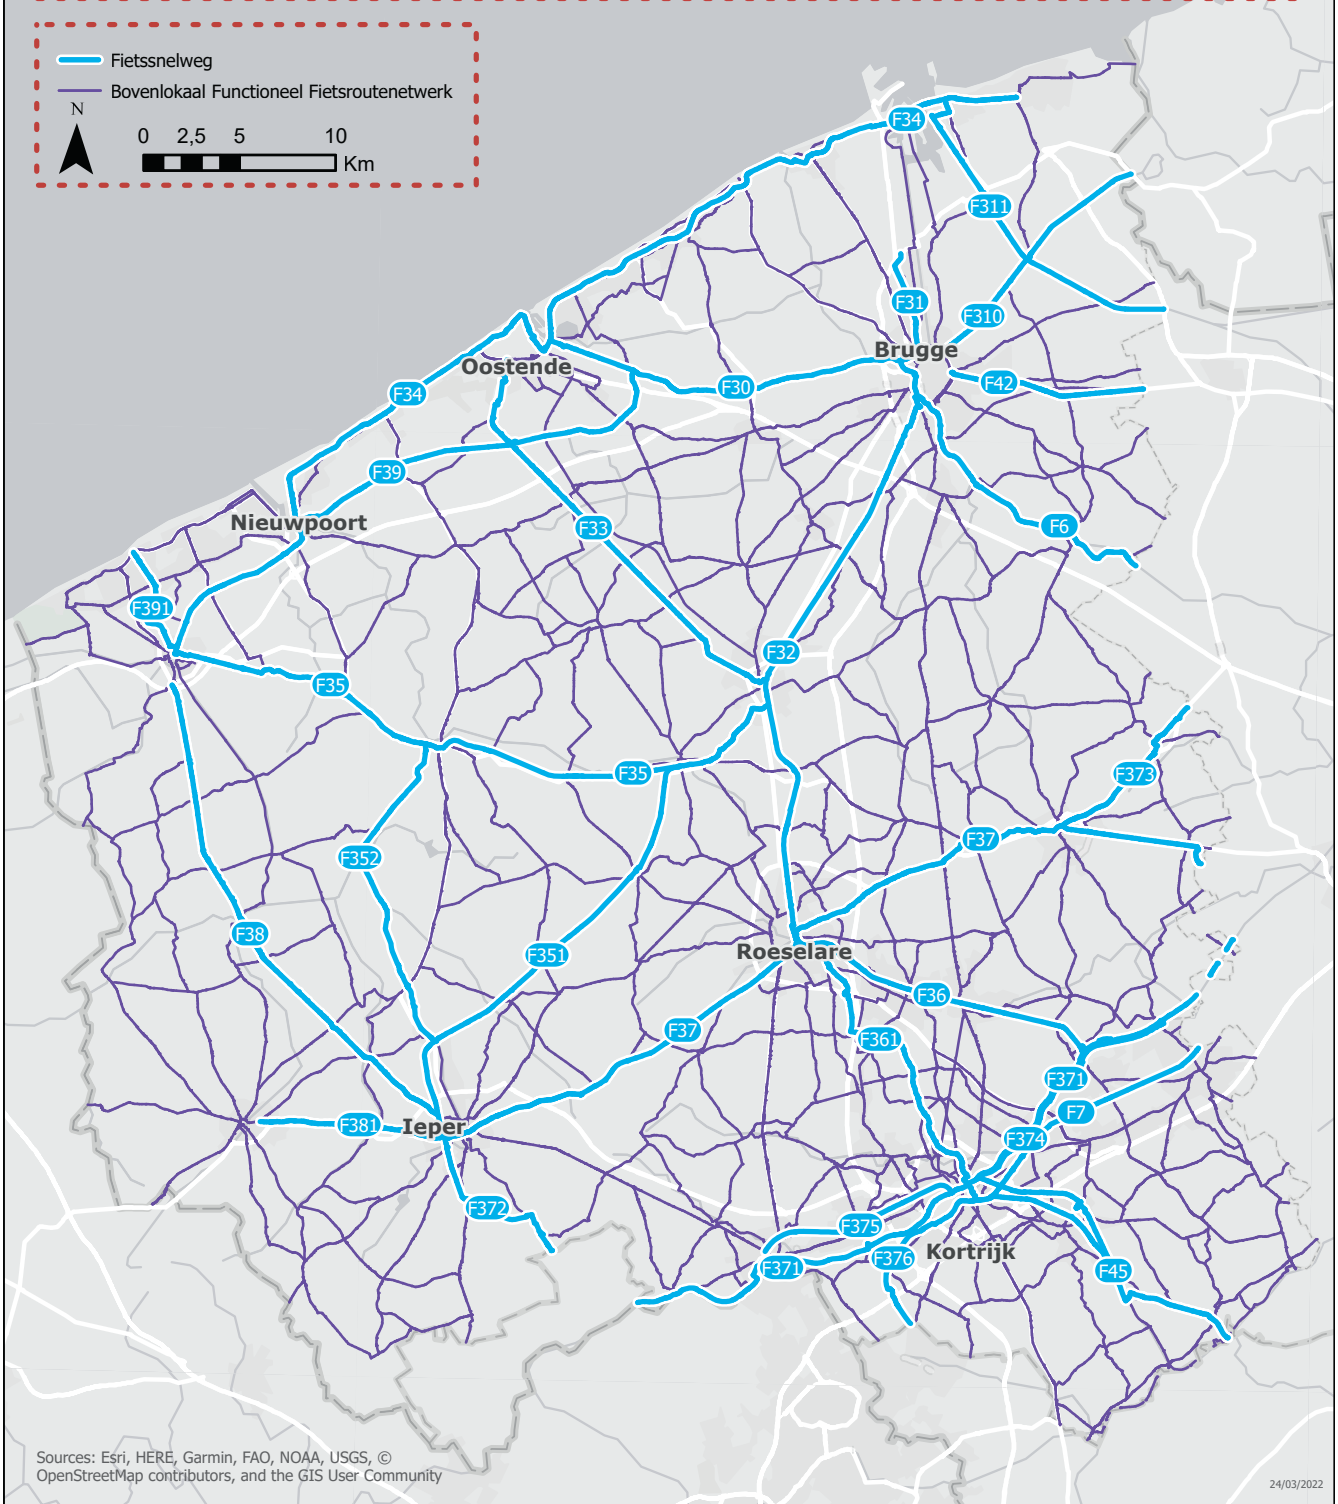 Fietssnelweg
Bovenlokaal Functioneel Fietsroutenetwerk
N
0 2,5 5 10
Km
F34
F311
F31
F310
Brugge
Oostende
F30
F42
F34
F39
Nieuwpoort
F33
F6
F391
F32
F35
F35
F373
F37
F352
F38
F351
Roeselare
F36
F37
F361
F371
F7
F381
Ieper
F374
F372
F375
Kortrijk
F376
F371
F45
Sources: Esri, HERE, Garmin, FAO, NOAA, USGS, ©
OpenStreetMap contributors, and the GIS User Community
24/03/2022